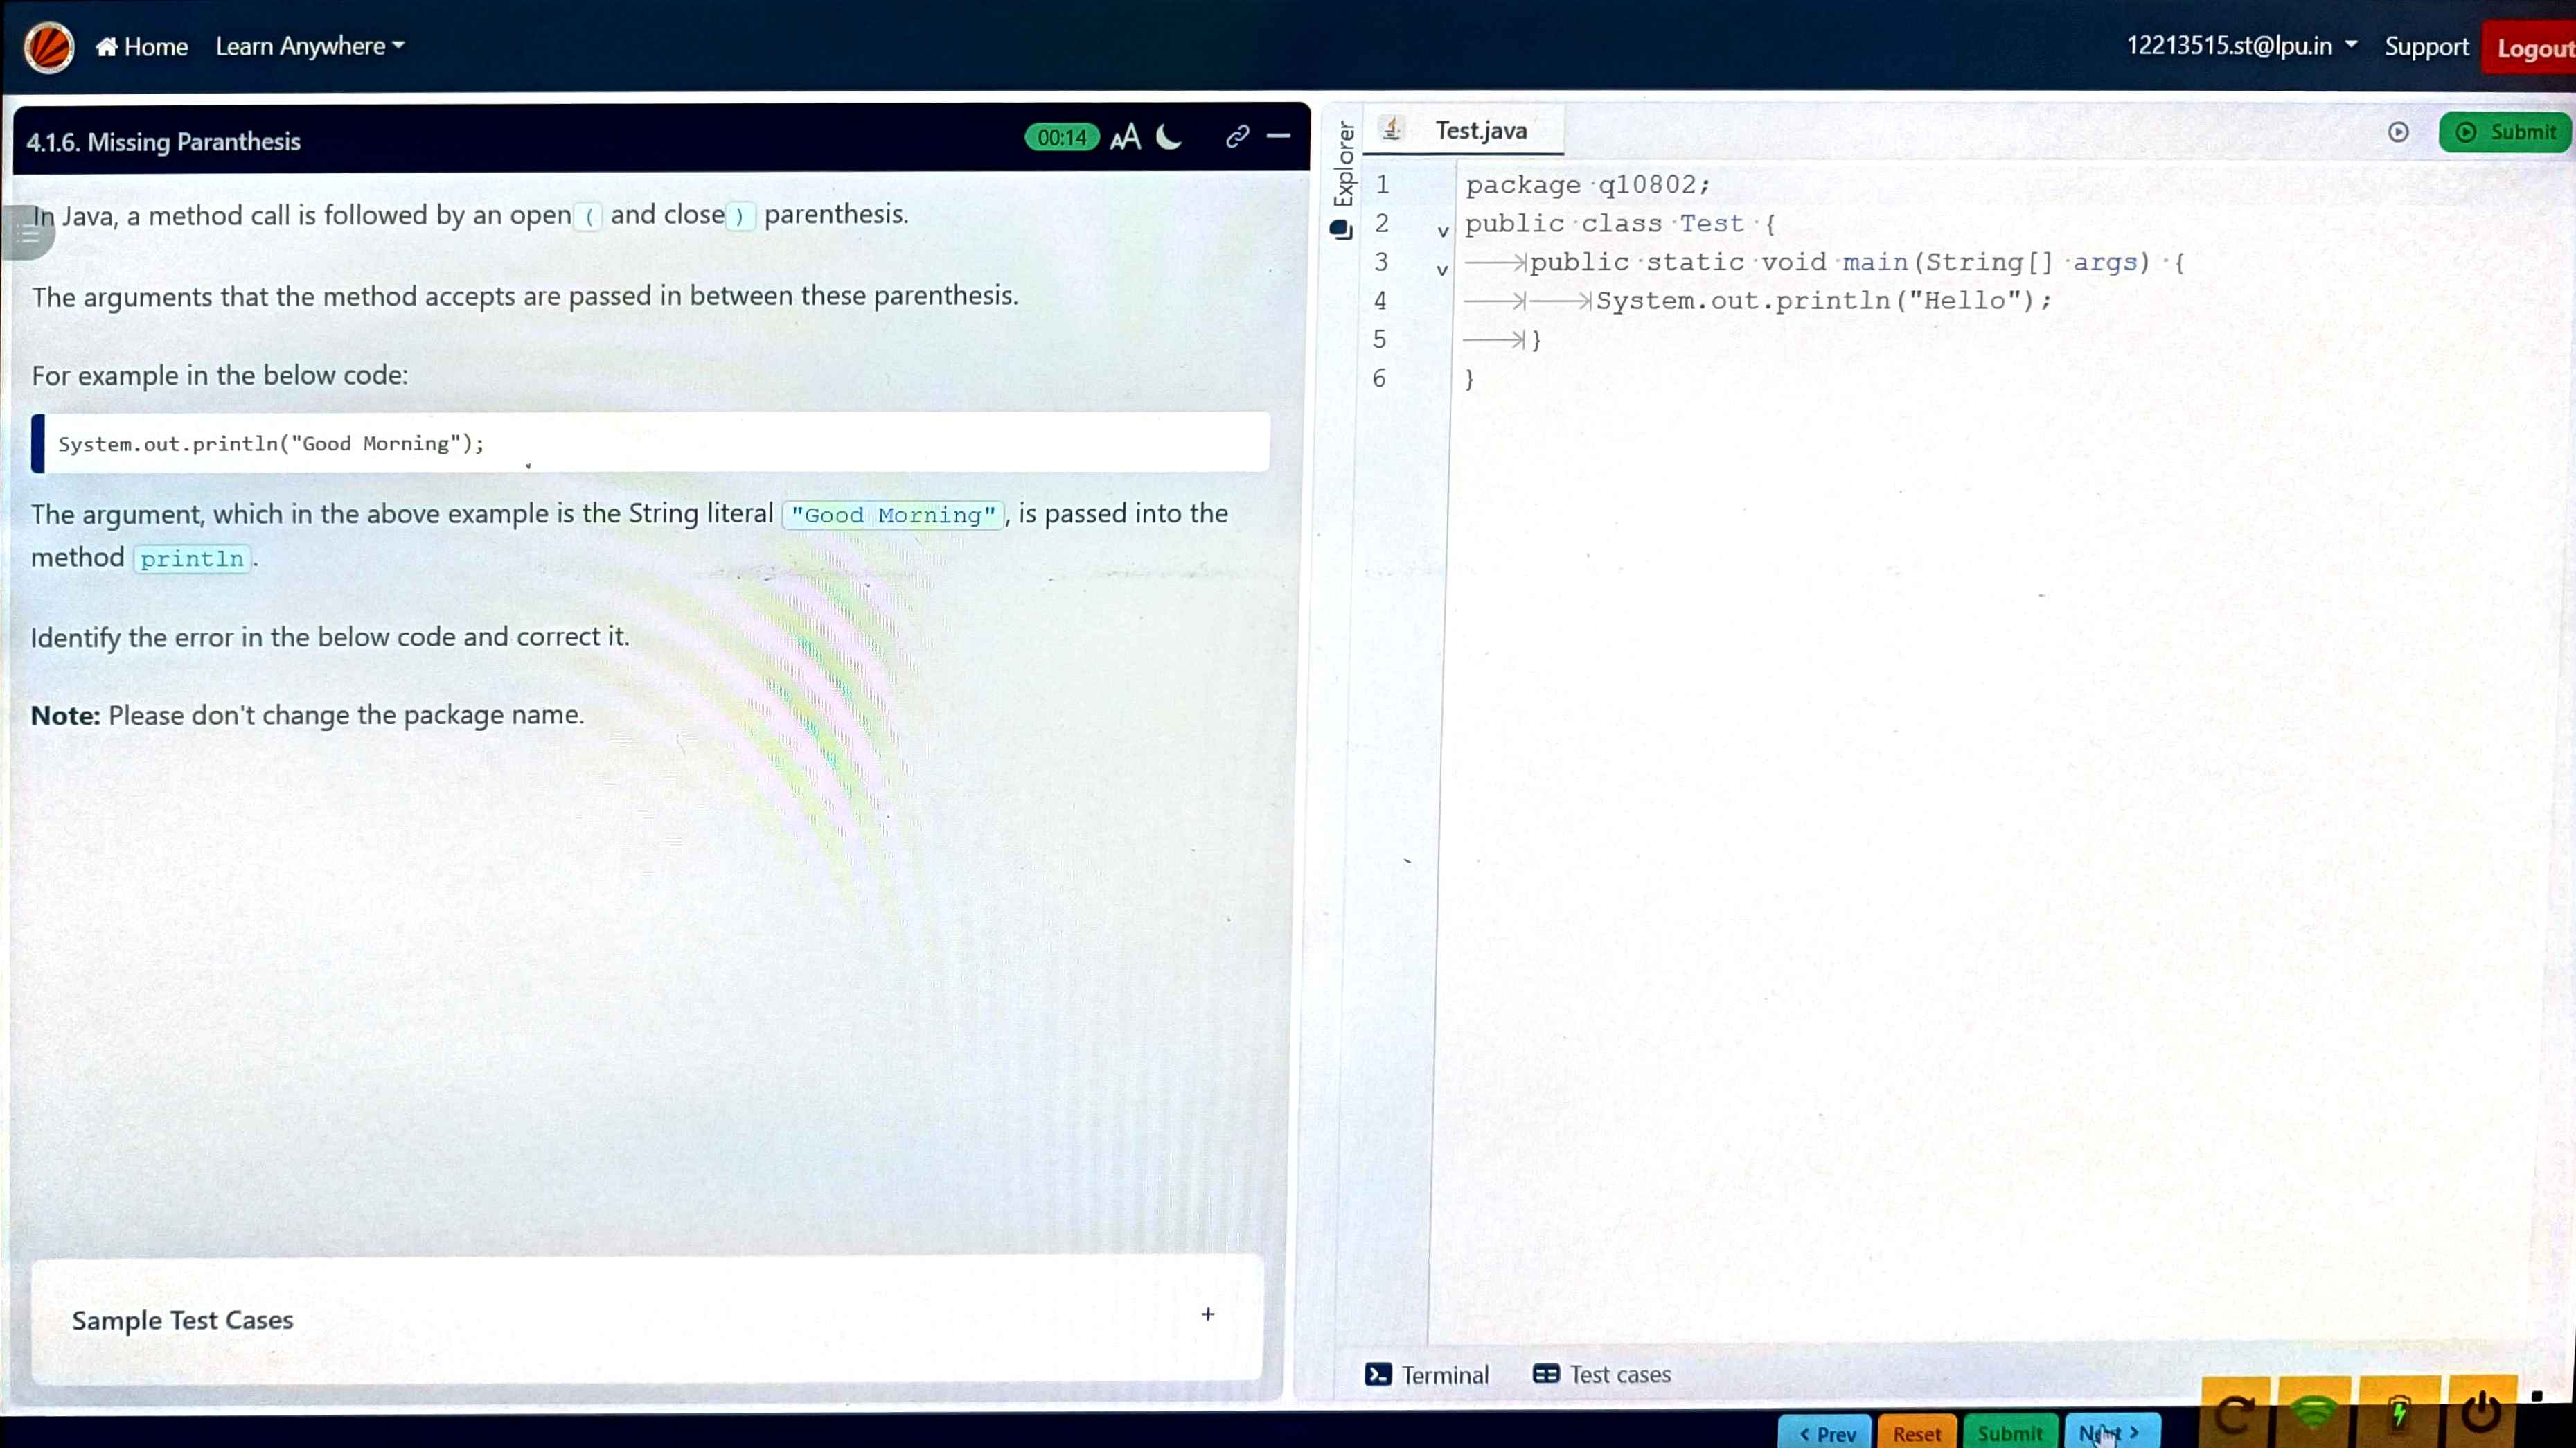 Home Learn Anywhere 12213515.st@lpu.in Support Logout
4.1.6. Missing Paranthesis 00:14 AA
In Java, a method call is followed by an open ( and close ) parenthesis.
The arguments that the method accepts are passed in between these parenthesis.
For example in the below code:
System.out.println("Good Morning");
The argument, which in the above example is the String literal "Good Morning", is passed into the
method println.
Identify the error in the below code and correct it.
Note: Please don't change the package name.
Sample Test Cases +
Explorer
Test.java Submit
1 package q10802;
2 public class Test {
3 public static void main(String[] args) {
4 System.out.println("Hello");
5 }
6 }
Terminal Test cases
< Prev Reset Submit Next >